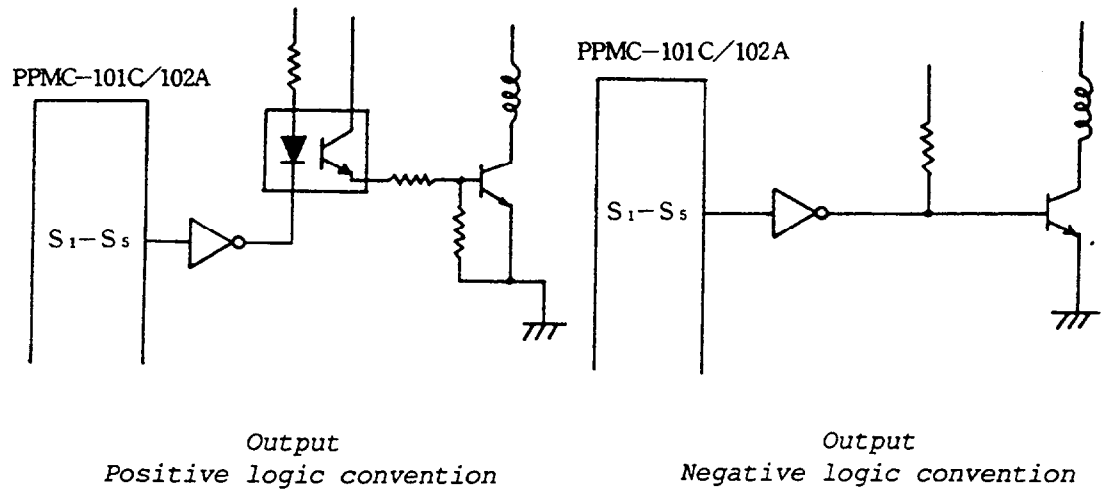 PPMC-101C/102A
S1-S5
Output
Positive logic convention
PPMC-101C/102A
S1-S5
Output
Negative logic convention